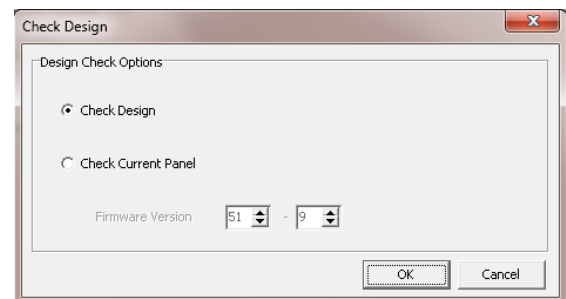 Check Design
Design Check Options
Check Design
Check Current Panel
Firmware Version 51 - 9
OK Cancel